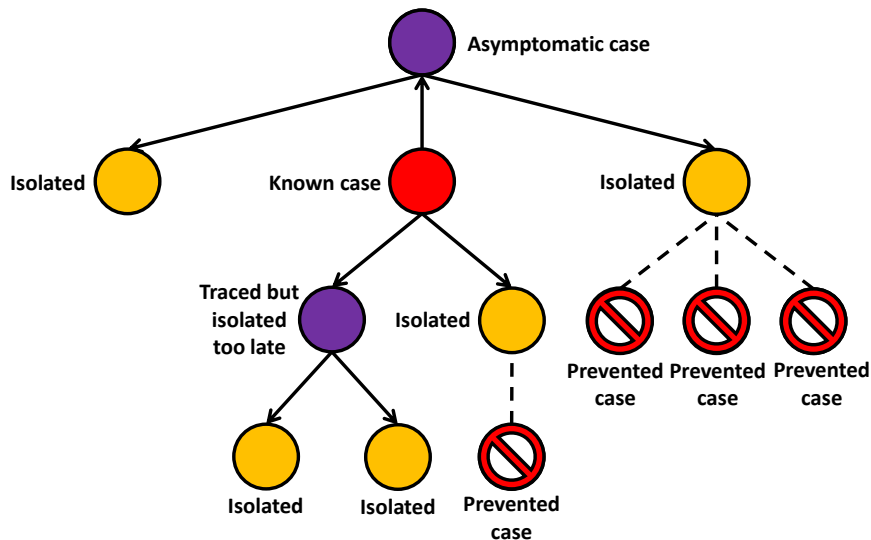 Asymptomatic case
Isolated
Known case
Isolated
Traced but
isolated
too late
Isolated
Prevented
case
Prevented
case
Prevented
case
Isolated
Isolated
Prevented
case